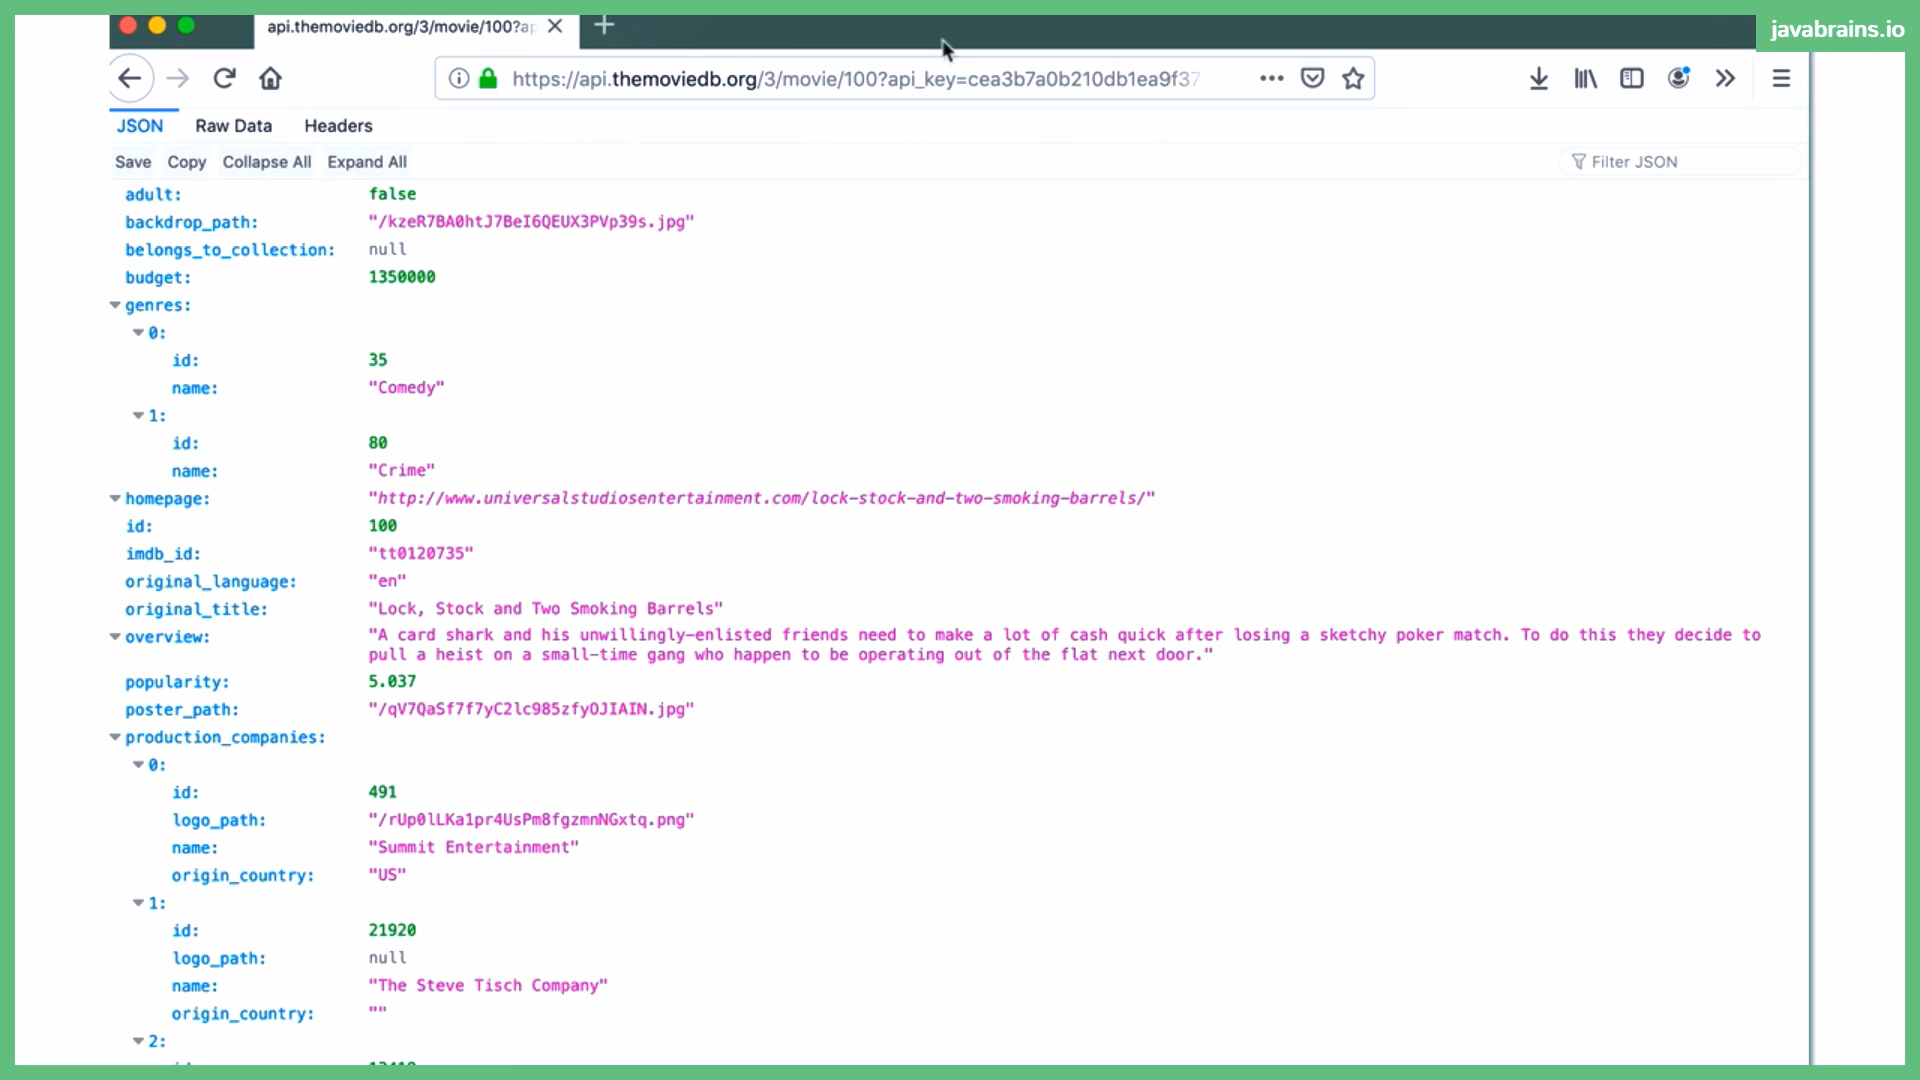 api.themoviedb.org/3/movie/100?ap
javabrains.io
https://api.themoviedb.org/3/movie/100?api_key=cea3b7a0b210db1ea9f37
JSON Raw Data Headers
Save Copy Collapse All Expand All Filter JSON
adult: false
backdrop_path: "/kzeR7BA0htJ7BeI6QEUX3PVp39s.jpg"
belongs_to_collection: null
budget: 1350000
genres:
0:
id: 35
name: "Comedy"
1:
id: 80
name: "Crime"
homepage: "http://www.universalstudiosentertainment.com/lock-stock-and-two-smoking-barrels/"
id: 100
imdb_id: "tt0120735"
original_language: "en"
original_title: "Lock, Stock and Two Smoking Barrels"
overview: "A card shark and his unwillingly-enlisted friends need to make a lot of cash quick after losing a sketchy poker match. To do this they decide to
pull a heist on a small-time gang who happen to be operating out of the flat next door."
popularity: 5.037
poster_path: "/qV7QaSf7f7yC2lc985zfyOJIAIN.jpg"
production_companies:
0:
id: 491
logo_path: "/rUp0lLKa1pr4UsPm8fgzmnNGxtq.png"
name: "Summit Entertainment"
origin_country: "US"
1:
id: 21920
logo_path: null
name: "The Steve Tisch Company"
origin_country: ""
2: